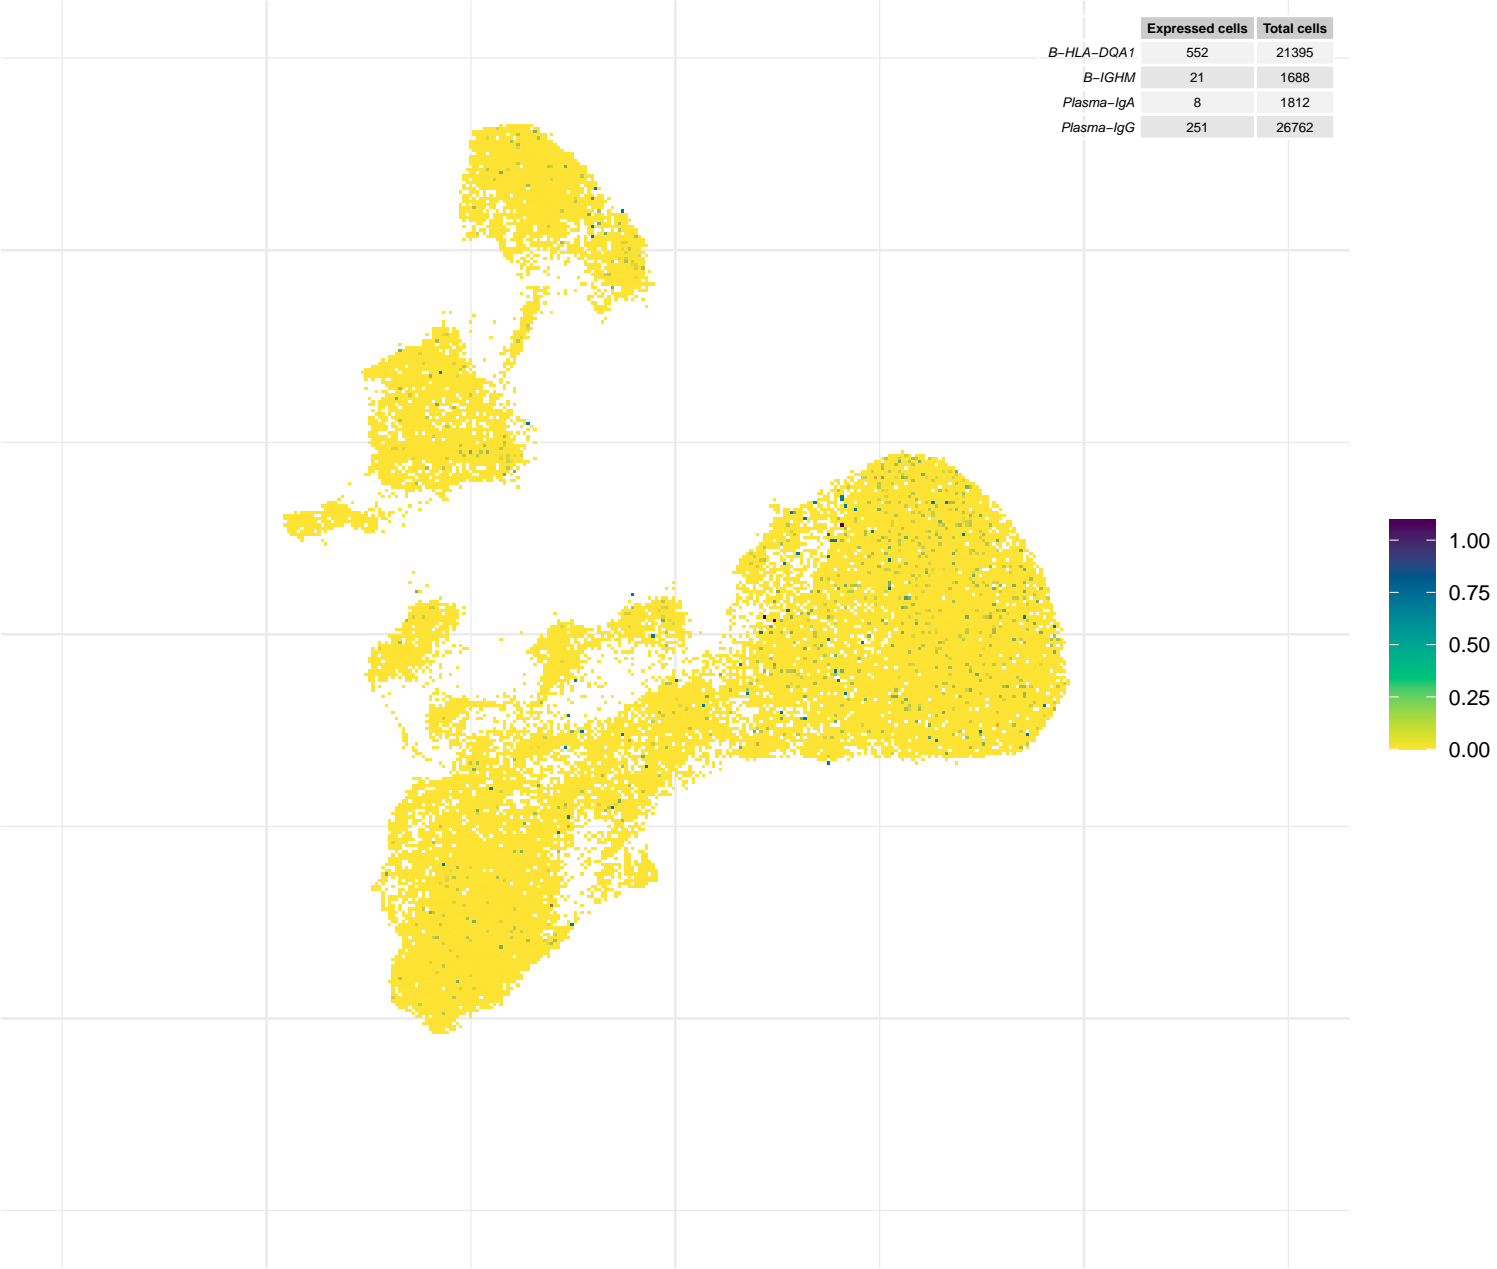 Expressed cells Total cells
B−HLA−DQA1 552 21395
B−IGHM 21 1688
Plasma−IgA 8 1812
Plasma−IgG 251 26762
1.00
0.75
0.50
0.25
0.00